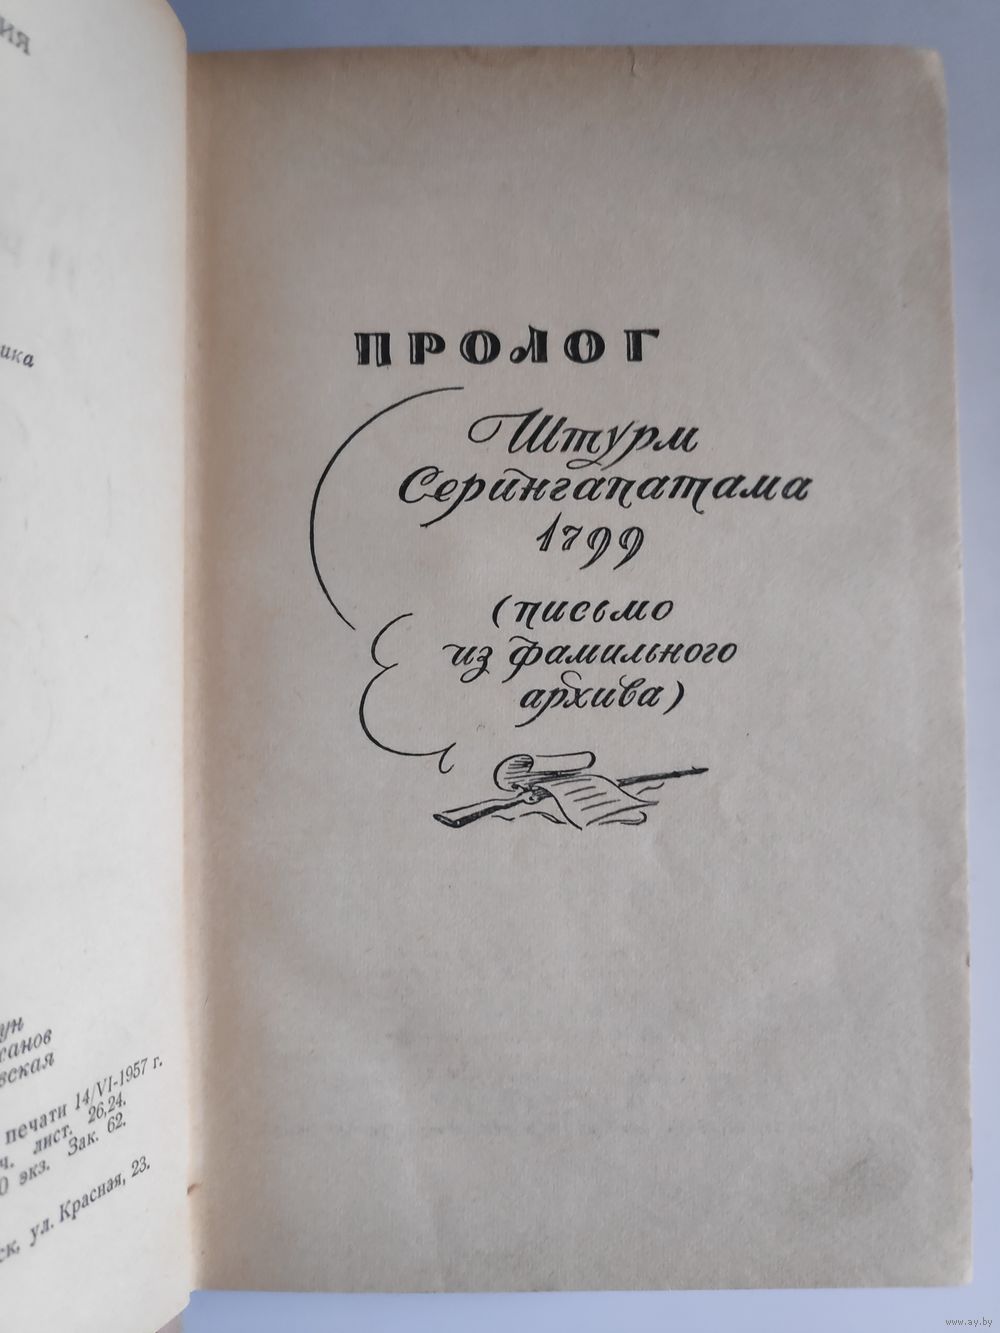 ПРОЛОГ
Штурм
Серингапатама
1799
(письмо
из фамильного
архива)
печати 14/VI-1957 г.
лист. 26,24.
0 экз. Зак. 62.
ул. Красная, 23.
www.ay.by